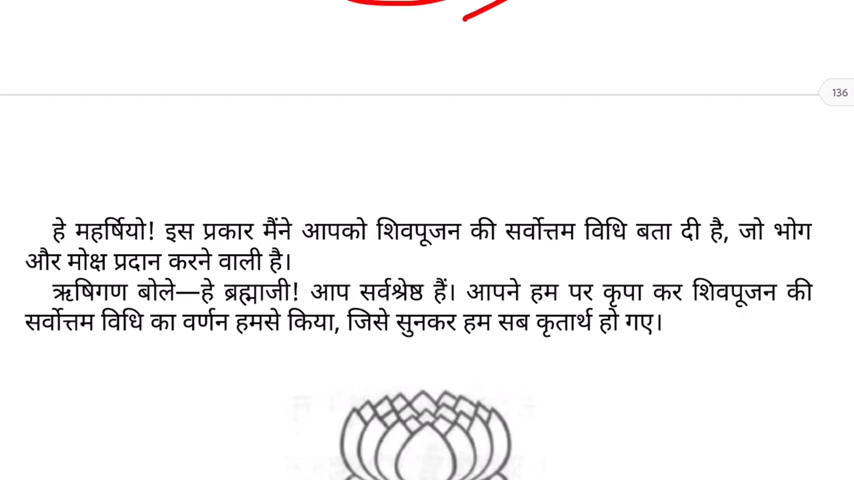 136
हे महर्षियो! इस प्रकार मैंने आपको शिवपूजन की सर्वोत्तम विधि बता दी है, जो भोग
और मोक्ष प्रदान करने वाली है।
ऋषिगण बोले—हे ब्रह्माजी! आप सर्वश्रेष्ठ हैं। आपने हम पर कृपा कर शिवपूजन की
सर्वोत्तम विधि का वर्णन हमसे किया, जिसे सुनकर हम सब कृतार्थ हो गए।